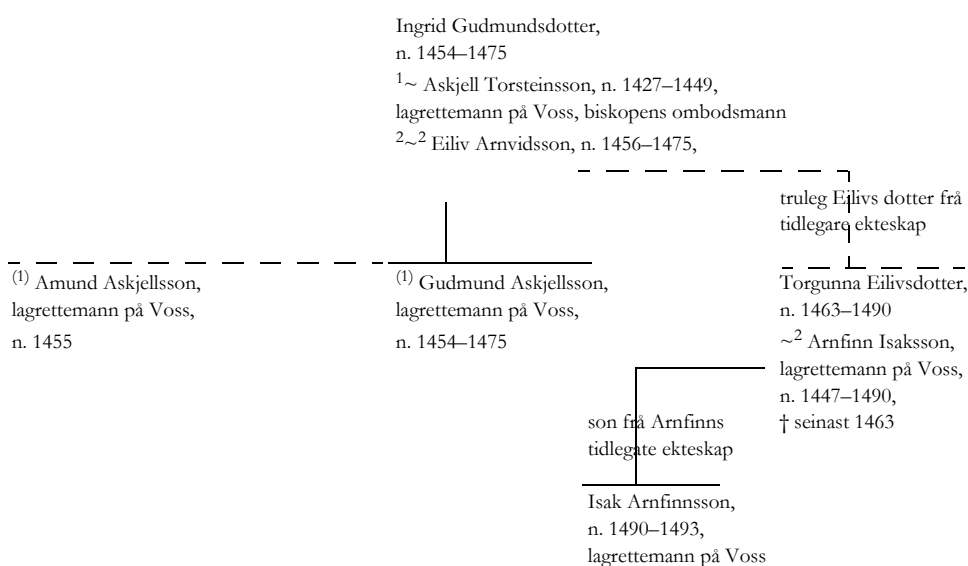 Ingrid Gudmundsdotter,
n. 1454–1475
¹~ Askjell Torsteinsson, n. 1427–1449,
lagrettemann på Voss, biskopens ombodsmann
²~² Eiliv Arnvidsson, n. 1456–1475,
truleg Eilivs dotter frå
tidlegare ekteskap
⁽¹⁾ Amund Askjellsson,
lagrettemann på Voss,
n. 1455
⁽¹⁾ Gudmund Askjellsson,
lagrettemann på Voss,
n. 1454–1475
Torgunna Eilivsdotter,
n. 1463–1490
~² Arnfinn Isaksson,
lagrettemann på Voss,
n. 1447–1490,
† seinast 1463
son frå Arnfinns
tidlegate ekteskap
Isak Arnfinnsson,
n. 1490–1493,
lagrettemann på Voss